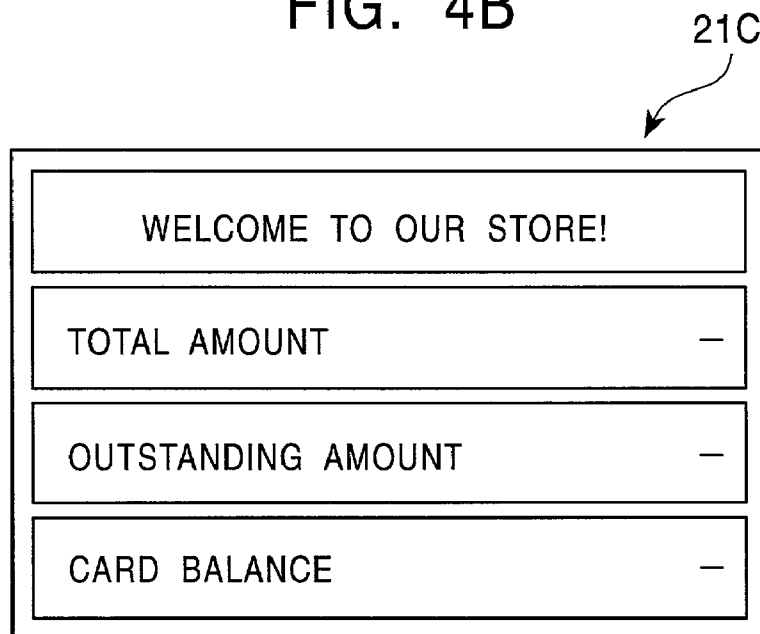 FIG. 4B
21C
WELCOME TO OUR STORE!
TOTAL AMOUNT –
OUTSTANDING AMOUNT –
CARD BALANCE –